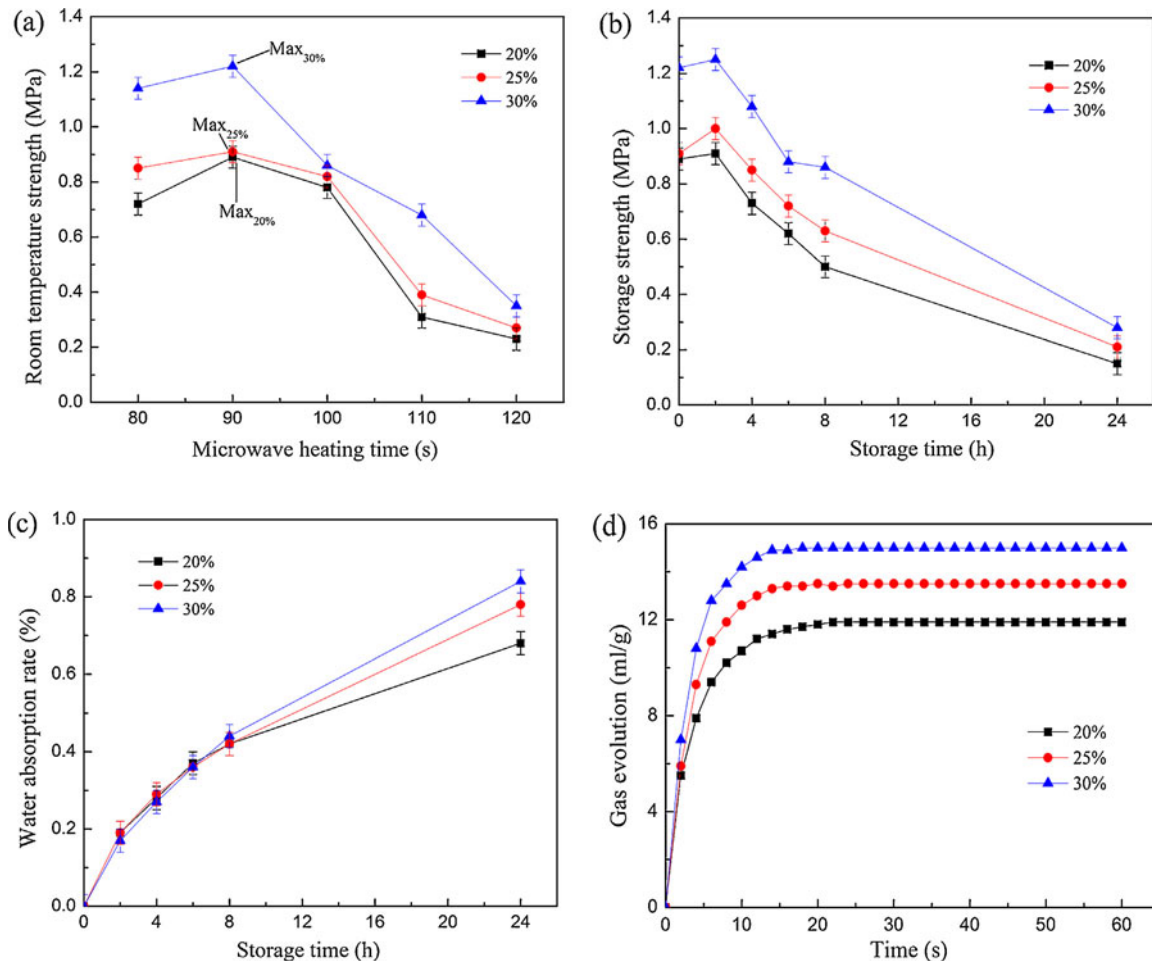 (a)
1.4
1.2
1.0
0.8
0.6
0.4
0.2
0.0
Room temperature strength (MPa)
Max30%
Max25%
Max20%
20%
25%
30%
80 90 100 110 120
Microwave heating time (s)
(b)
1.4
1.2
1.0
0.8
0.6
0.4
0.2
0.0
Storage strength (MPa)
20%
25%
30%
0 4 8 12 16 20 24
Storage time (h)
(c)
1.0
0.8
0.6
0.4
0.2
0.0
Water absorption rate (%)
20%
25%
30%
0 4 8 12 16 20 24
Storage time (h)
(d)
16
12
8
4
0
Gas evolution (ml/g)
20%
25%
30%
0 10 20 30 40 50 60
Time (s)